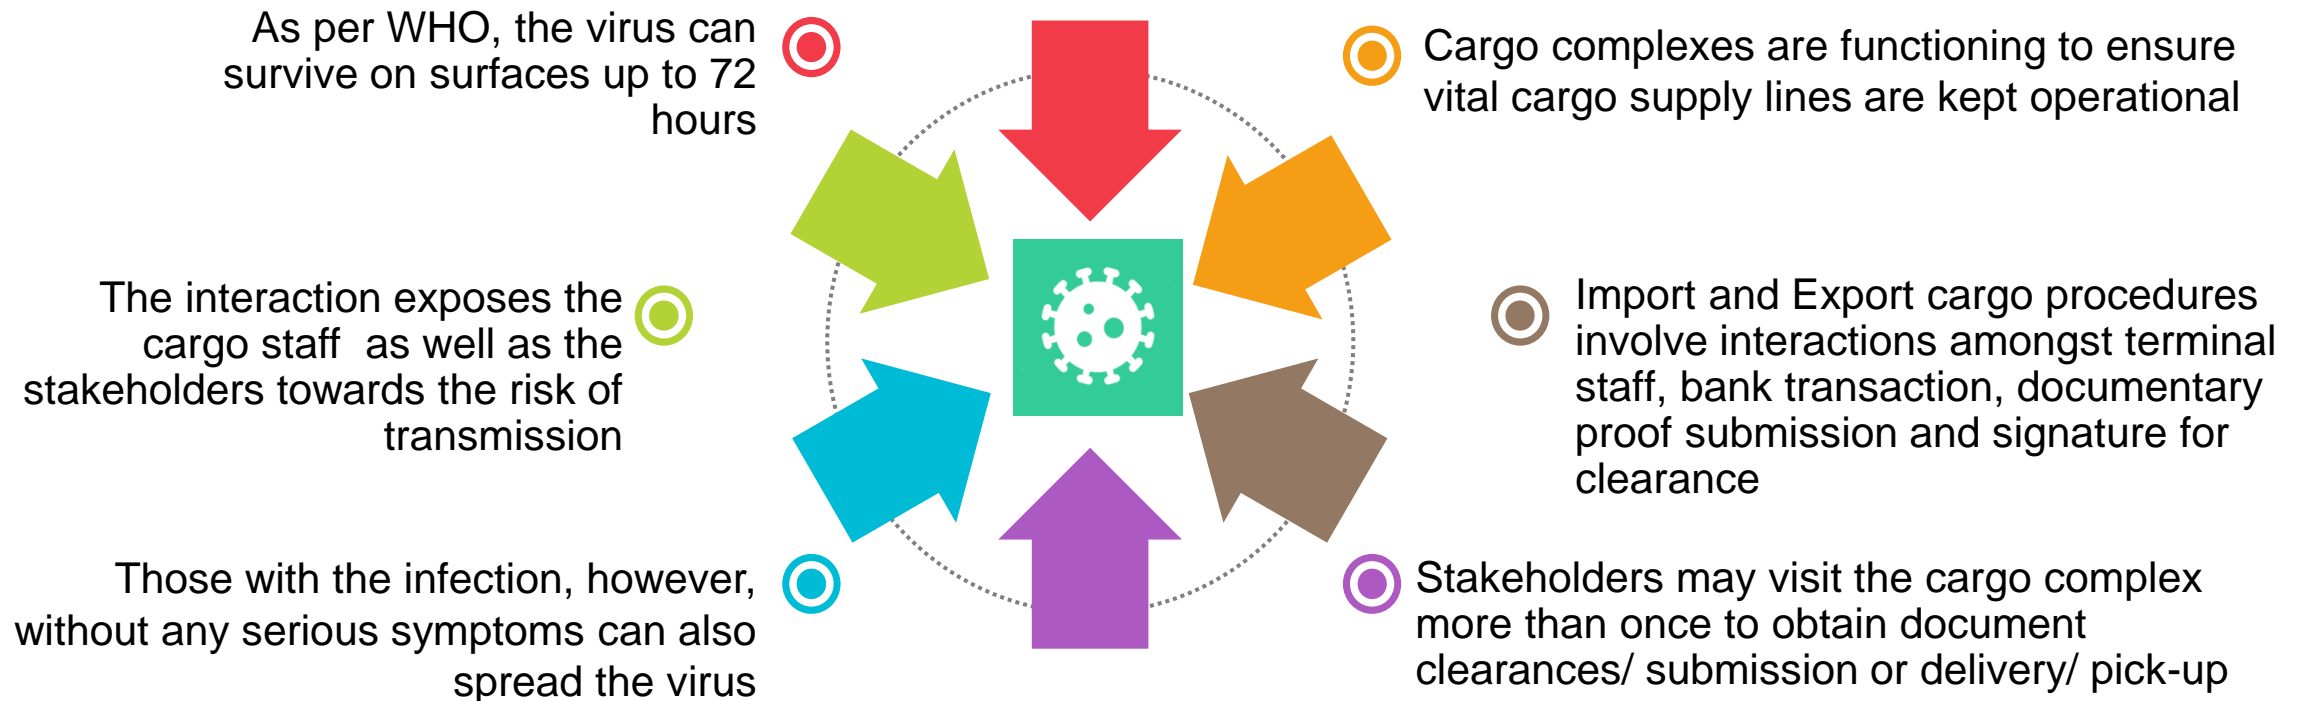 As per WHO, the virus can
survive on surfaces up to 72
hours
Cargo complexes are functioning to ensure
vital cargo supply lines are kept operational
The interaction exposes the
cargo staff  as well as the
stakeholders towards the risk of
transmission
Import and Export cargo procedures
involve interactions amongst terminal
staff, bank transaction, documentary
proof submission and signature for
clearance
Those with the infection, however,
without any serious symptoms can also
spread the virus
Stakeholders may visit the cargo complex
more than once to obtain document
clearances/ submission or delivery/ pick-up